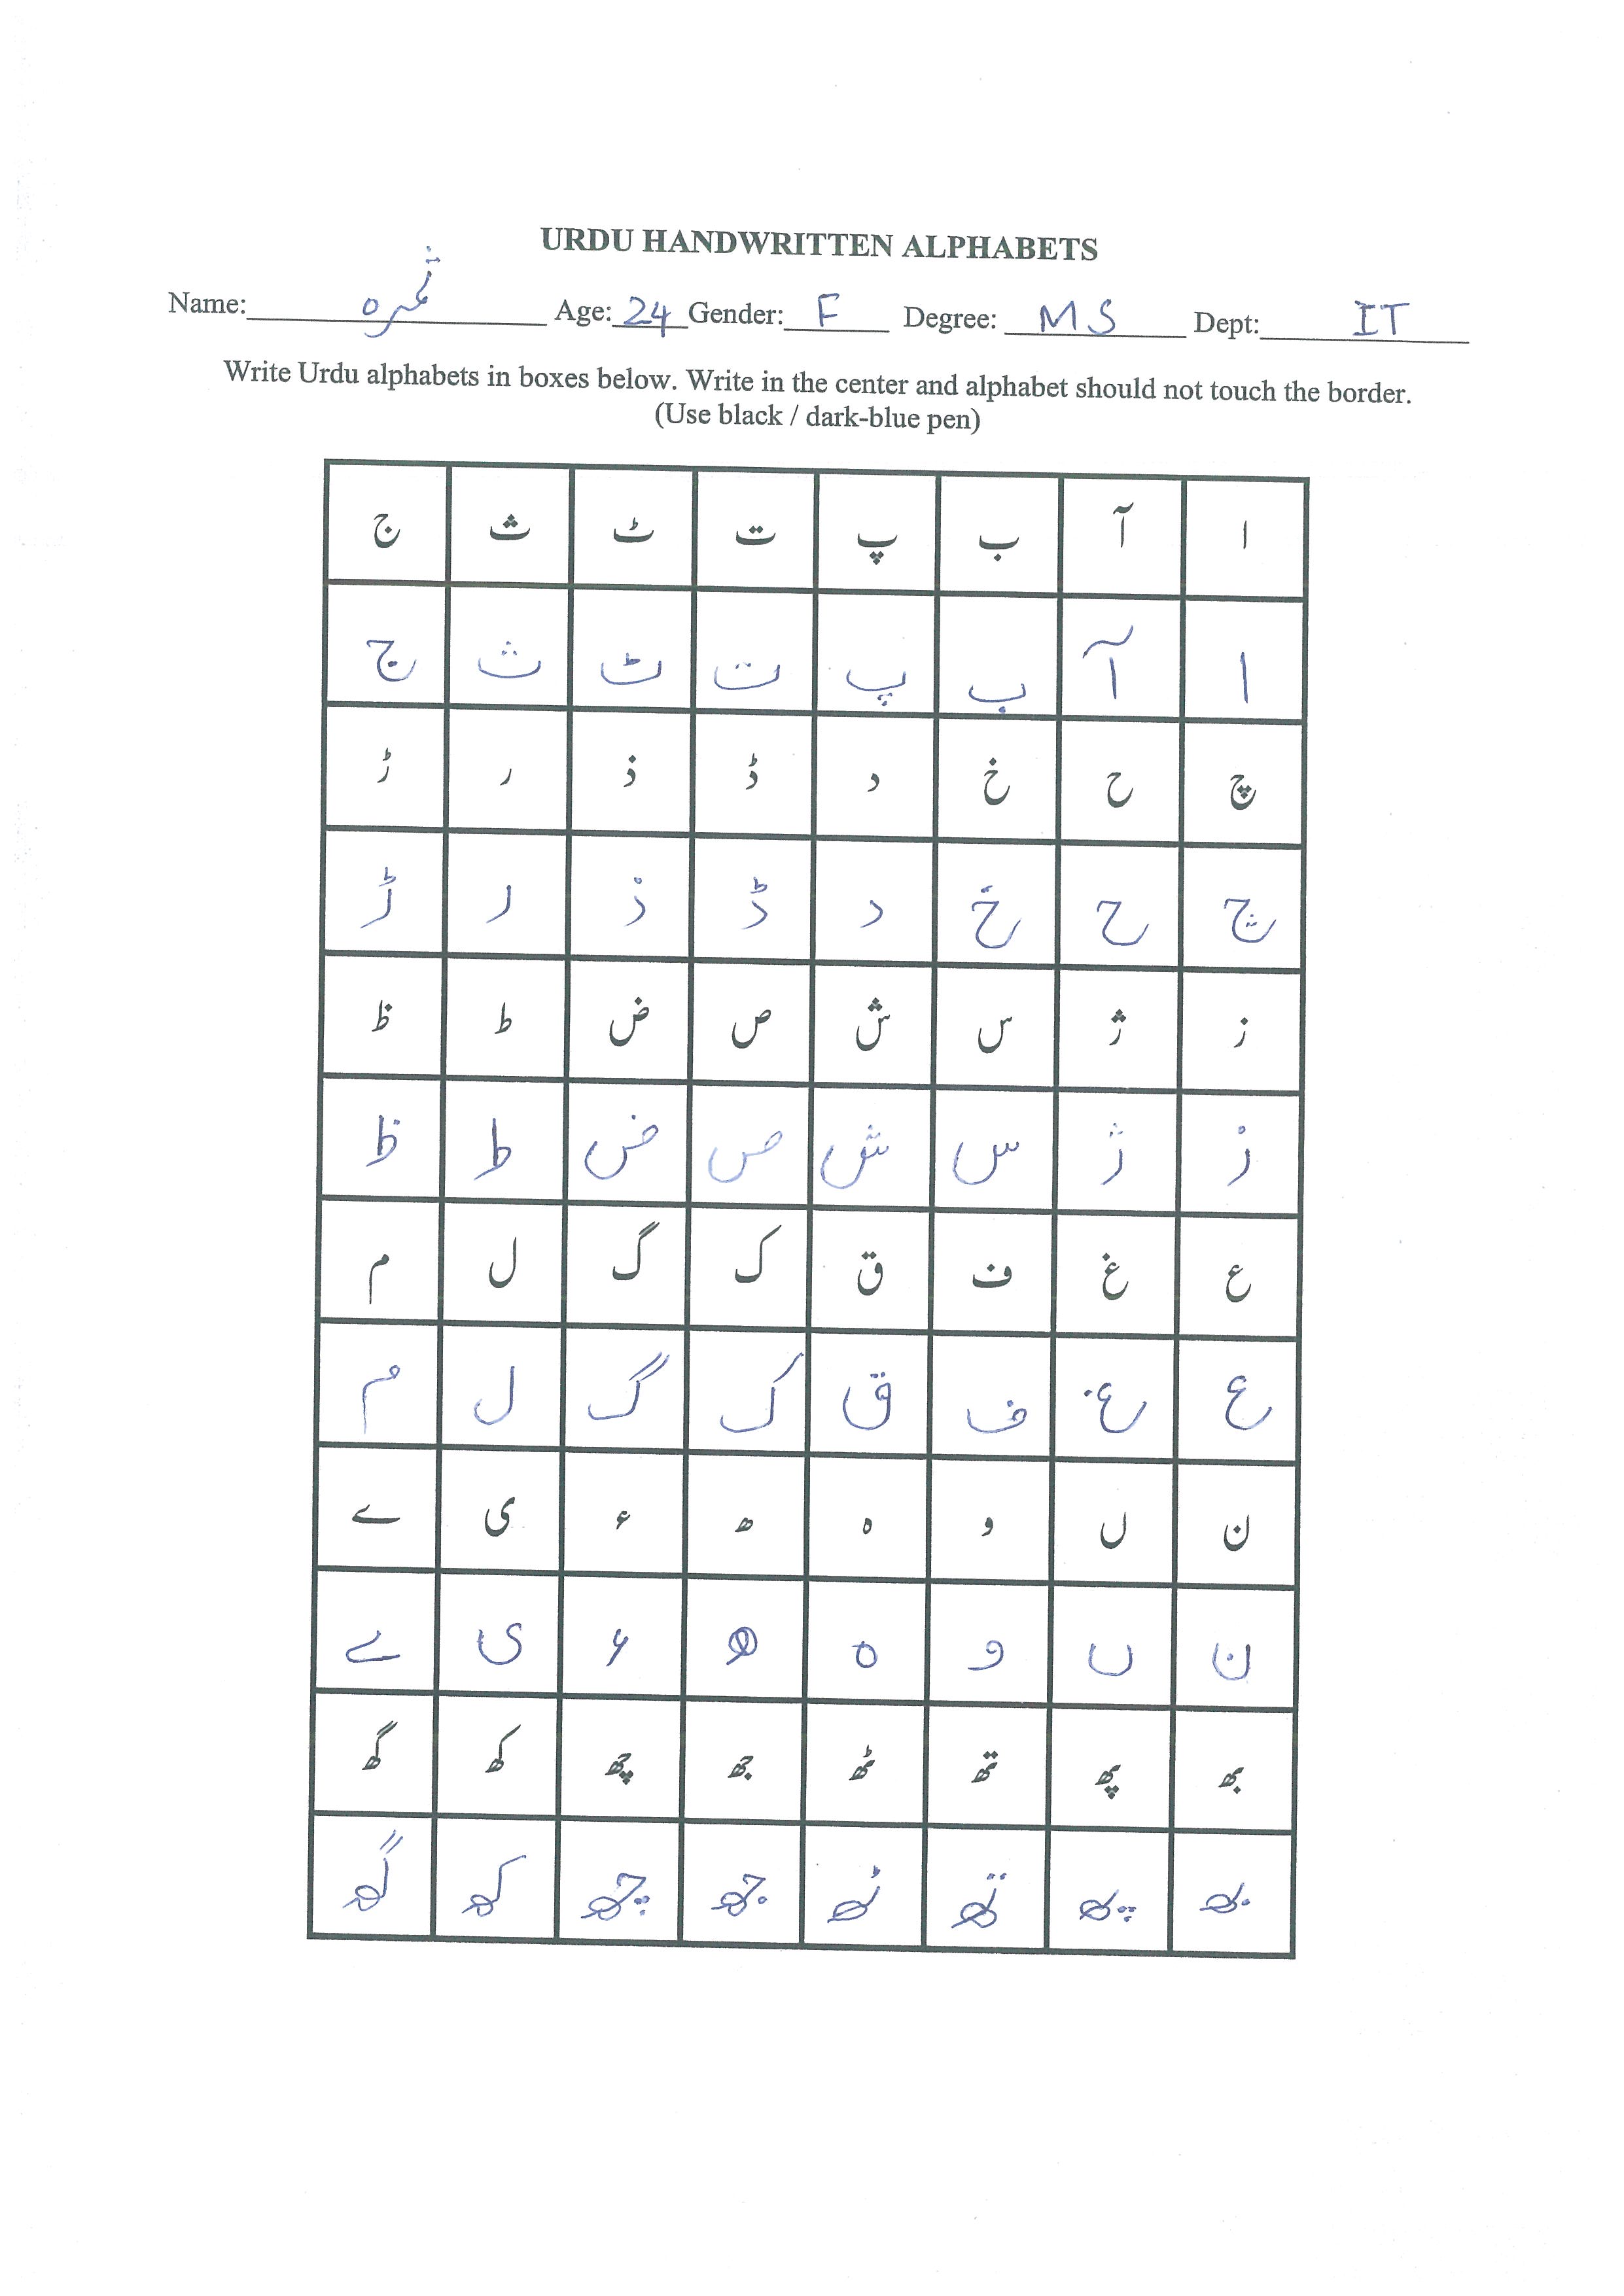 URDU HANDWRITTEN ALPHABETS
Name: ثمرہ Age: 24 Gender: F Degree: MS Dept: IT
Write Urdu alphabets in boxes below. Write in the center and alphabet should not touch the border.
(Use black / dark-blue pen)
ا آ ب پ ت ٹ ث ج
ا آ ب پ ت ٹ ث ج
چ ح خ د ڈ ذ ر ڑ
چ ح خ د ڈ ذ ر ڑ
ز ژ س ش ص ض ط ظ
ز ژ س ش ص ض ط ظ
ع غ ف ق ک گ ل م
ع غ ف ق ک گ ل م
ن ں و ہ ھ ء ی ے
ن ں و ہ ھ ء ی ے
بھ پھ تھ ٹھ جھ چھ کھ گھ
بھ پھ تھ ٹھ جھ چھ کھ گھ